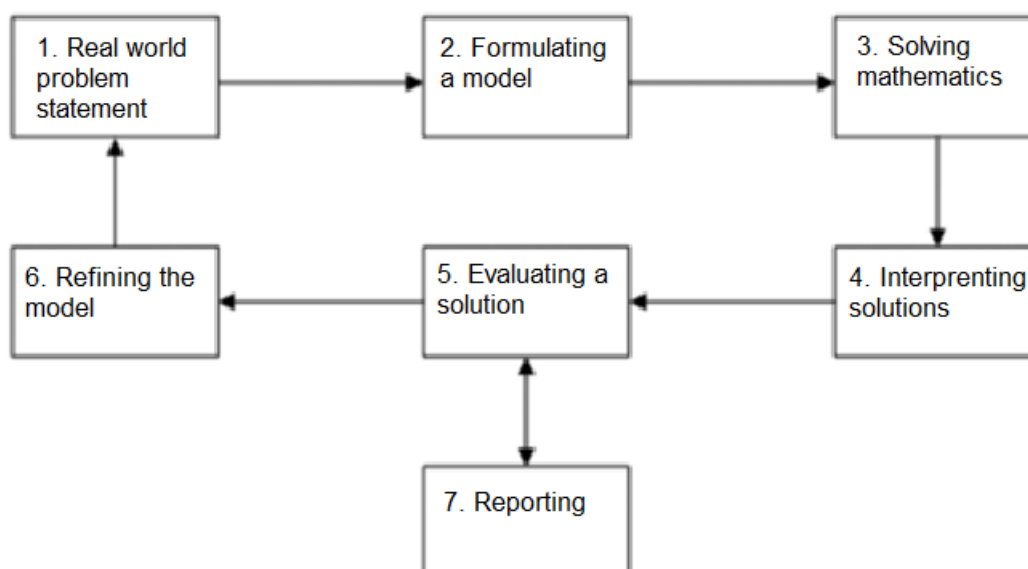 1. Real world
problem
statement
2. Formulating
a model
3. Solving
mathematics
6. Refining the
model
5. Evaluating a
solution
4. Interprenting
solutions
7. Reporting